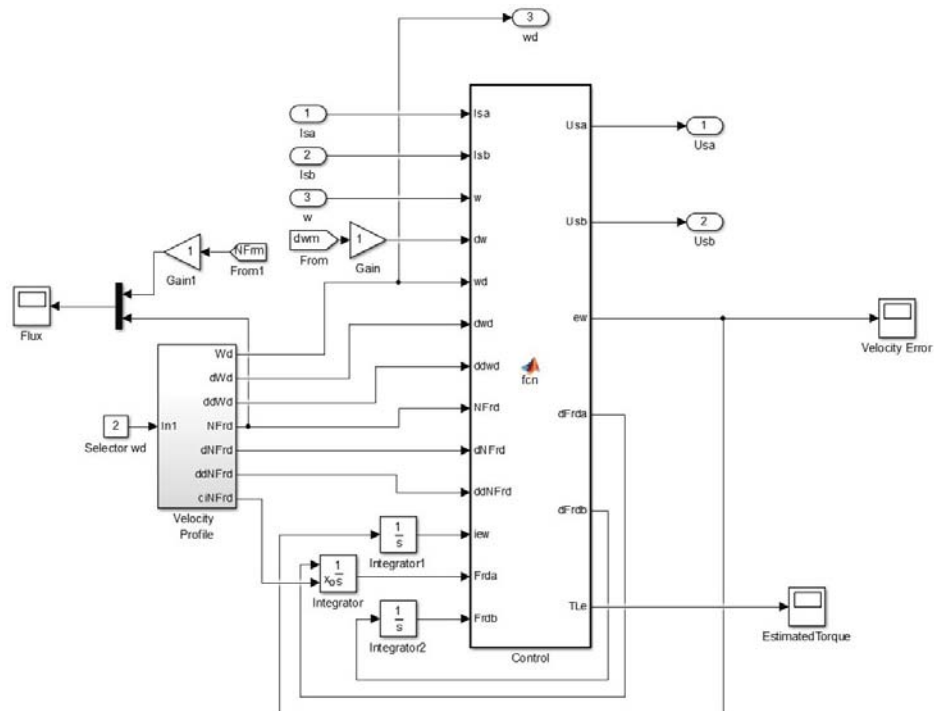 3
wd
1
Isa
2
Isb
3
w
dwm
From
1
Gain
NFrm
From1
1
Gain1
Flux
2
Selector wd
In1
Wd
dWd
ddWd
NFrd
dNFrd
ddNFrd
ciNFrd
Velocity
Profile
1
s
Integrator1
1
xo s
Integrator
1
s
Integrator2
Isa
Isb
w
dw
wd
dwd
ddwd
NFrd
dNFrd
ddNFrd
iew
Frda
Frdb
fcn
Usa
Usb
ew
dFrda
dFrdb
TLe
Control
1
Usa
2
Usb
Velocity Error
EstimatedTorque